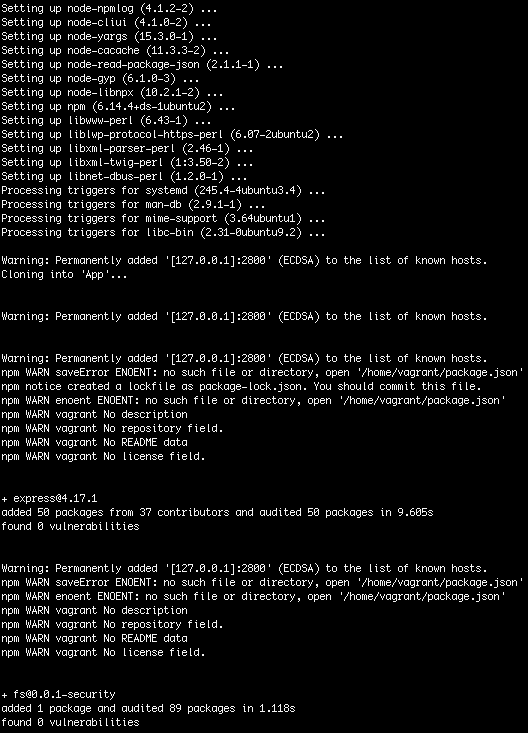 Setting up node-npmlog (4.1.2-2) ...
Setting up node-cliui (4.1.0-2) ...
Setting up node-yargs (15.3.0-1) ...
Setting up node-cacache (11.3.3-2) ...
Setting up node-read-package-json (2.1.1-1) ...
Setting up node-gyp (6.1.0-3) ...
Setting up node-libnpx (10.2.1-2) ...
Setting up npm (6.14.4+ds-1ubuntu2) ...
Setting up libwww-perl (6.43-1) ...
Setting up liblwp-protocol-https-perl (6.07-2ubuntu2) ...
Setting up libxml-parser-perl (2.46-1) ...
Setting up libxml-twig-perl (1:3.50-2) ...
Setting up libnet-dbus-perl (1.2.0-1) ...
Processing triggers for systemd (245.4-4ubuntu3.4) ...
Processing triggers for man-db (2.9.1-1) ...
Processing triggers for mime-support (3.64ubuntu1) ...
Processing triggers for libc-bin (2.31-0ubuntu9.2) ...
Warning: Permanently added '[127.0.0.1]:2800' (ECDSA) to the list of known hosts.
Cloning into 'App'...
Warning: Permanently added '[127.0.0.1]:2800' (ECDSA) to the list of known hosts.
Warning: Permanently added '[127.0.0.1]:2800' (ECDSA) to the list of known hosts.
npm WARN saveError ENOENT: no such file or directory, open '/home/vagrant/package.json'
npm notice created a lockfile as package-lock.json. You should commit this file.
npm WARN enoent ENOENT: no such file or directory, open '/home/vagrant/package.json'
npm WARN vagrant No description
npm WARN vagrant No repository field.
npm WARN vagrant No README data
npm WARN vagrant No license field.
+ express@4.17.1
added 50 packages from 37 contributors and audited 50 packages in 9.605s
found 0 vulnerabilities
Warning: Permanently added '[127.0.0.1]:2800' (ECDSA) to the list of known hosts.
npm WARN saveError ENOENT: no such file or directory, open '/home/vagrant/package.json'
npm WARN enoent ENOENT: no such file or directory, open '/home/vagrant/package.json'
npm WARN vagrant No description
npm WARN vagrant No repository field.
npm WARN vagrant No README data
npm WARN vagrant No license field.
+ fs@0.0.1-security
added 1 package and audited 89 packages in 1.118s
found 0 vulnerabilities